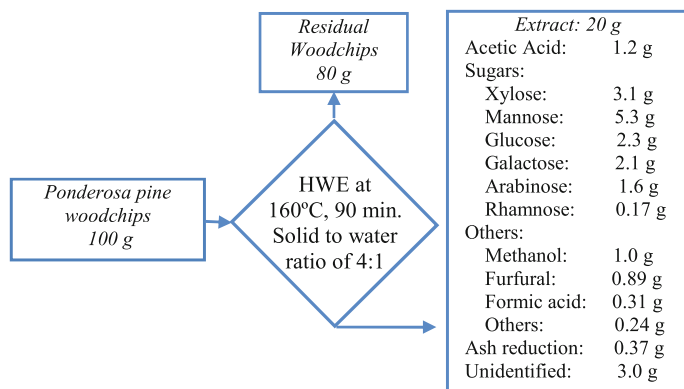 Residual
Woodchips
80 g
Ponderosa pine
woodchips
100 g
HWE at
160ºC, 90 min.
Solid to water
ratio of 4:1
Extract: 20 g
Acetic Acid: 1.2 g
Sugars:
Xylose: 3.1 g
Mannose: 5.3 g
Glucose: 2.3 g
Galactose: 2.1 g
Arabinose: 1.6 g
Rhamnose: 0.17 g
Others:
Methanol: 1.0 g
Furfural: 0.89 g
Formic acid: 0.31 g
Others: 0.24 g
Ash reduction: 0.37 g
Unidentified: 3.0 g